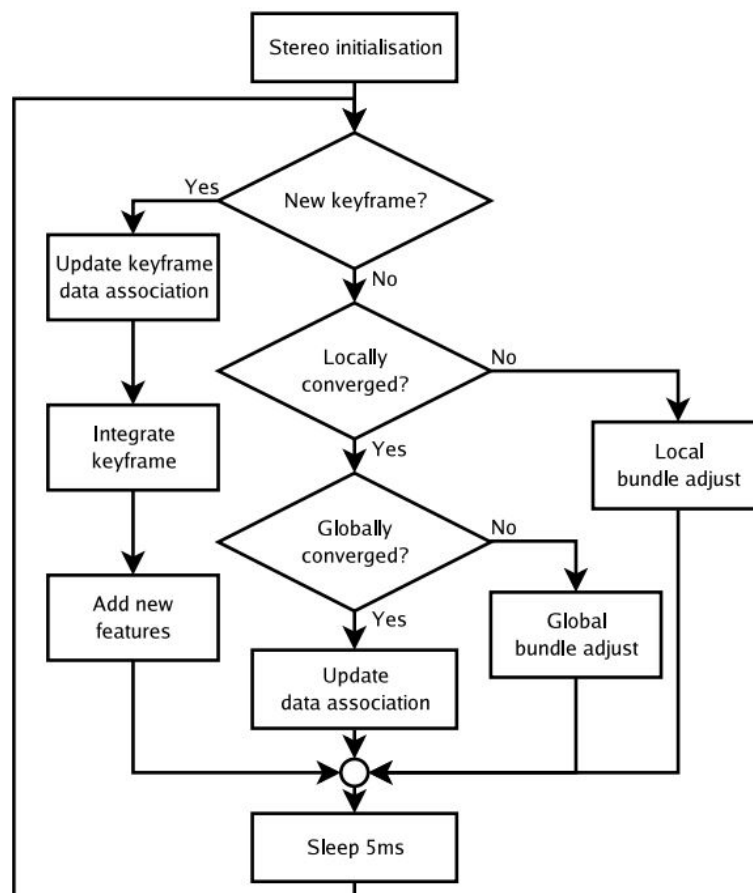 Stereo initialisation
New keyframe?
Yes
No
Update keyframe
data association
Locally
converged?
No
Yes
Integrate
keyframe
Local
bundle adjust
Globally
converged?
No
Yes
Add new
features
Global
bundle adjust
Update
data association
Sleep 5ms